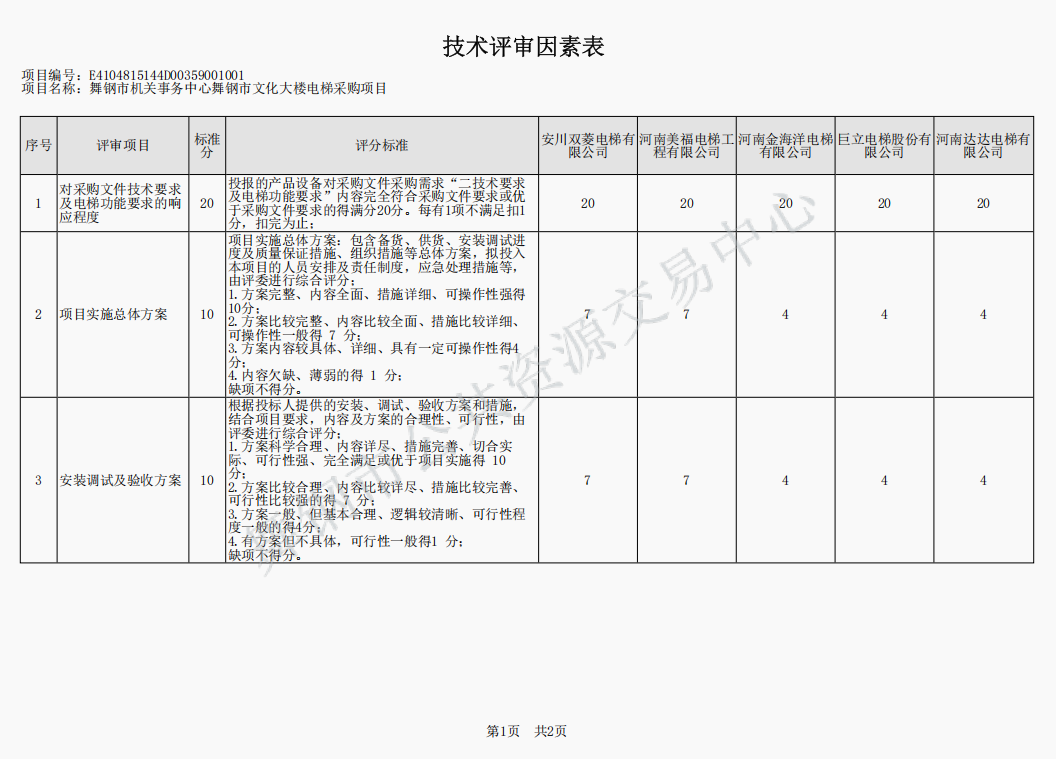 技术评审因素表
项目编号：E4104815144D00359001001
项目名称：舞钢市机关事务中心舞钢市文化大楼电梯采购项目
序号
评审项目
标准
分
评分标准
安川双菱电梯有
限公司
河南美福电梯工
程有限公司
河南金海洋电梯
有限公司
巨立电梯股份有
限公司
河南达达电梯有
限公司
1
对采购文件技术要求
及电梯功能要求的响
应程度
20
投报的产品设备对采购文件采购需求“二技术要求
及电梯功能要求”内容完全符合采购文件要求或优
于采购文件要求的得满分20分。每有1项不满足扣1
分，扣完为止；
20
20
20
20
20
2
项目实施总体方案
10
项目实施总体方案：包含备货、供货、安装调试进
度及质量保证措施、组织措施等总体方案，拟投入
本项目的人员安排及责任制度，应急处理措施等，
由评委进行综合评分；
1.方案完整、内容全面、措施详细、可操作性强得
10分；
2.方案比较完整、内容比较全面、措施比较详细、
可操作性一般得 7 分；
3.方案内容较具体、详细、具有一定可操作性得4
分；
4.内容欠缺、薄弱的得 1 分；
缺项不得分。
7
7
4
4
4
3
安装调试及验收方案
10
根据投标人提供的安装、调试、验收方案和措施，
结合项目要求，内容及方案的合理性、可行性，由
评委进行综合评分；
1.方案科学合理、内容详尽、措施完善、切合实
际、可行性强、完全满足或优于项目实施得 10
分；
2.方案比较合理、内容比较详尽、措施比较完善、
可行性比较强的得 7 分；
3.方案一般、但基本合理、逻辑较清晰、可行性程
度一般的得4分；
4.有方案但不具体，可行性一般得1 分；
缺项不得分。
7
7
4
4
4
舞钢市公共资源交易中心
第1页 共2页